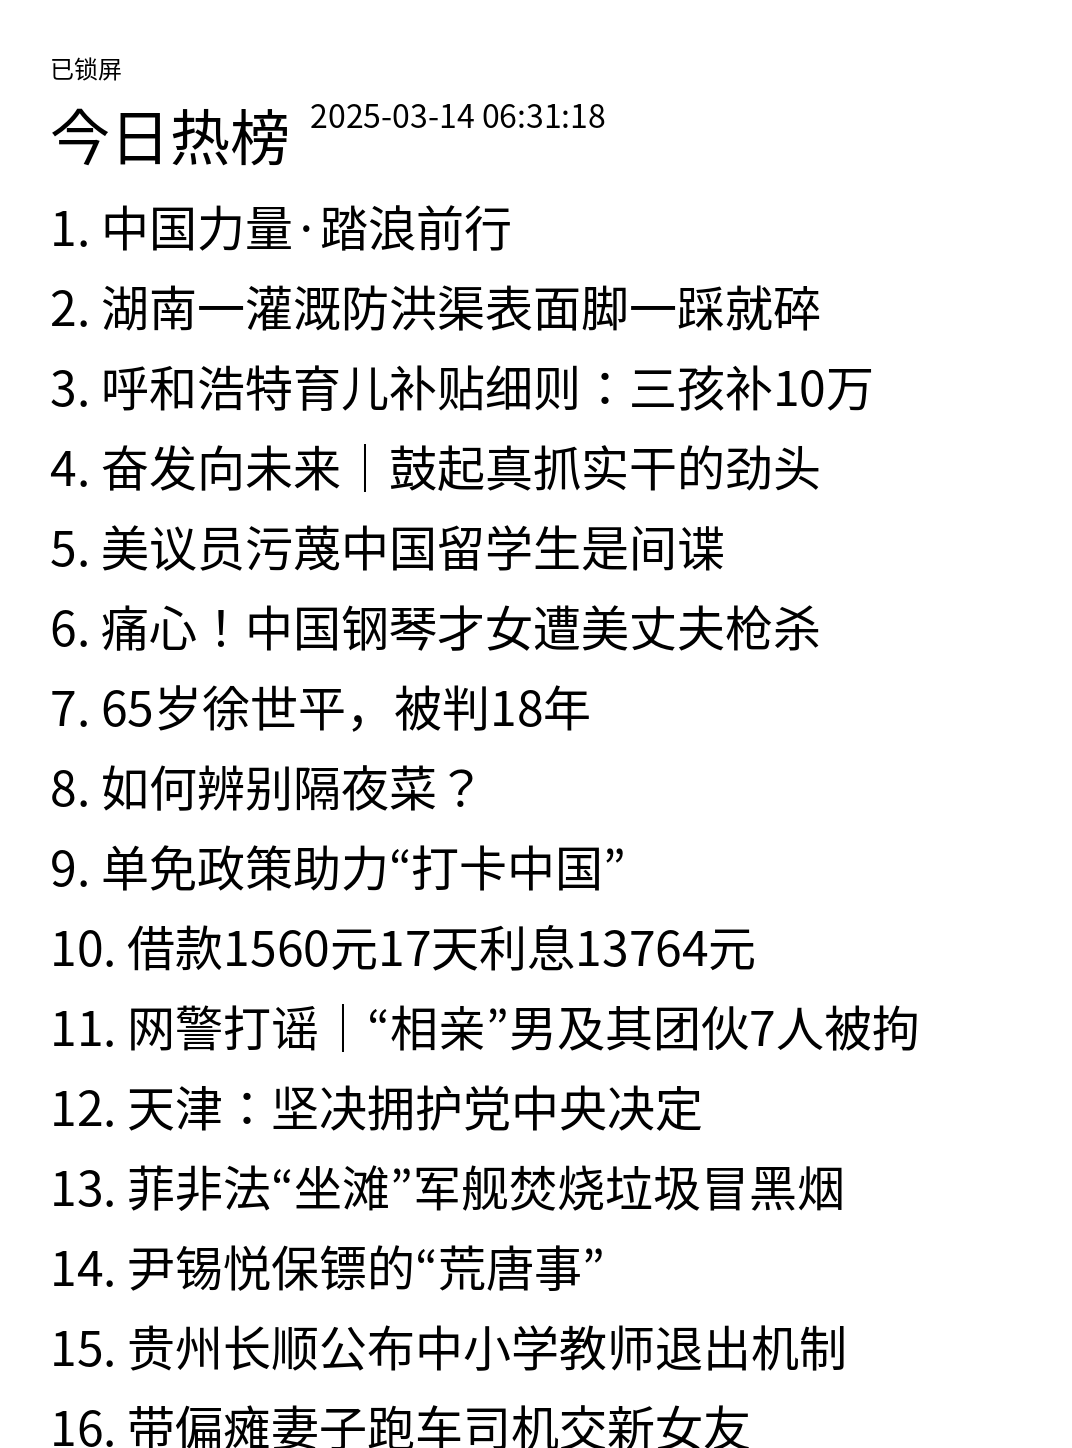 已锁屏
今日热榜 2025-03-14 06:31:18
1. 中国力量·踏浪前行
2. 湖南一灌溉防洪渠表面脚一踩就碎
3. 呼和浩特育儿补贴细则：三孩补10万
4. 奋发向未来｜鼓起真抓实干的劲头
5. 美议员污蔑中国留学生是间谍
6. 痛心！中国钢琴才女遭美丈夫枪杀
7. 65岁徐世平，被判18年
8. 如何辨别隔夜菜？
9. 单免政策助力“打卡中国”
10. 借款1560元17天利息13764元
11. 网警打谣｜“相亲”男及其团伙7人被拘
12. 天津：坚决拥护党中央决定
13. 菲非法“坐滩”军舰焚烧垃圾冒黑烟
14. 尹锡悦保镖的“荒唐事”
15. 贵州长顺公布中小学教师退出机制
16. 带偏瘫妻子跑车司机交新女友